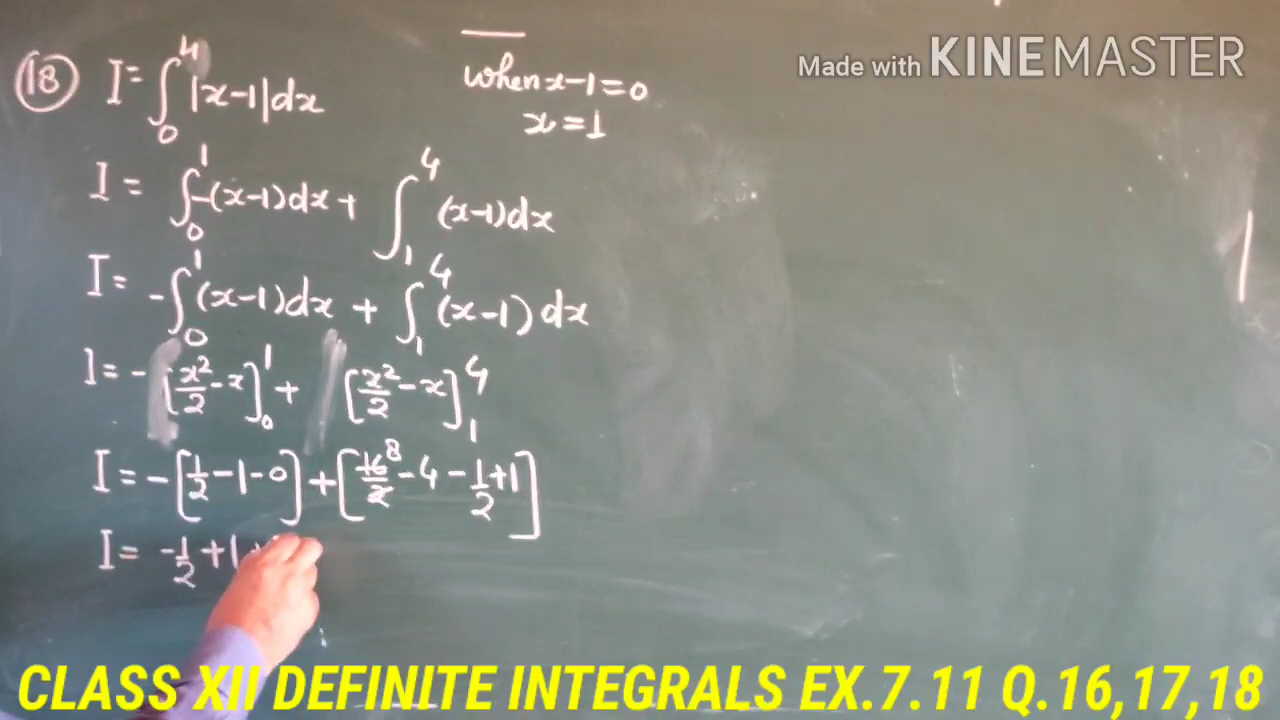 Made with KINEMASTER
(18) I = ∫₀⁴ |x-1|dx
when x-1=0
x=1
I = ∫₀¹ -(x-1)dx + ∫₁⁴ (x-1)dx
I = -∫₀¹ (x-1)dx + ∫₁⁴ (x-1) dx
I = -[x²/2 - x]₀¹ + [x²/2 - x]₁⁴
I = -[1/2 - 1 - 0] + [16/2 8 - 4 - 1/2 + 1]
I = -1/2 + 1 +
CLASS XII DEFINITE INTEGRALS EX.7.11 Q.16,17,18